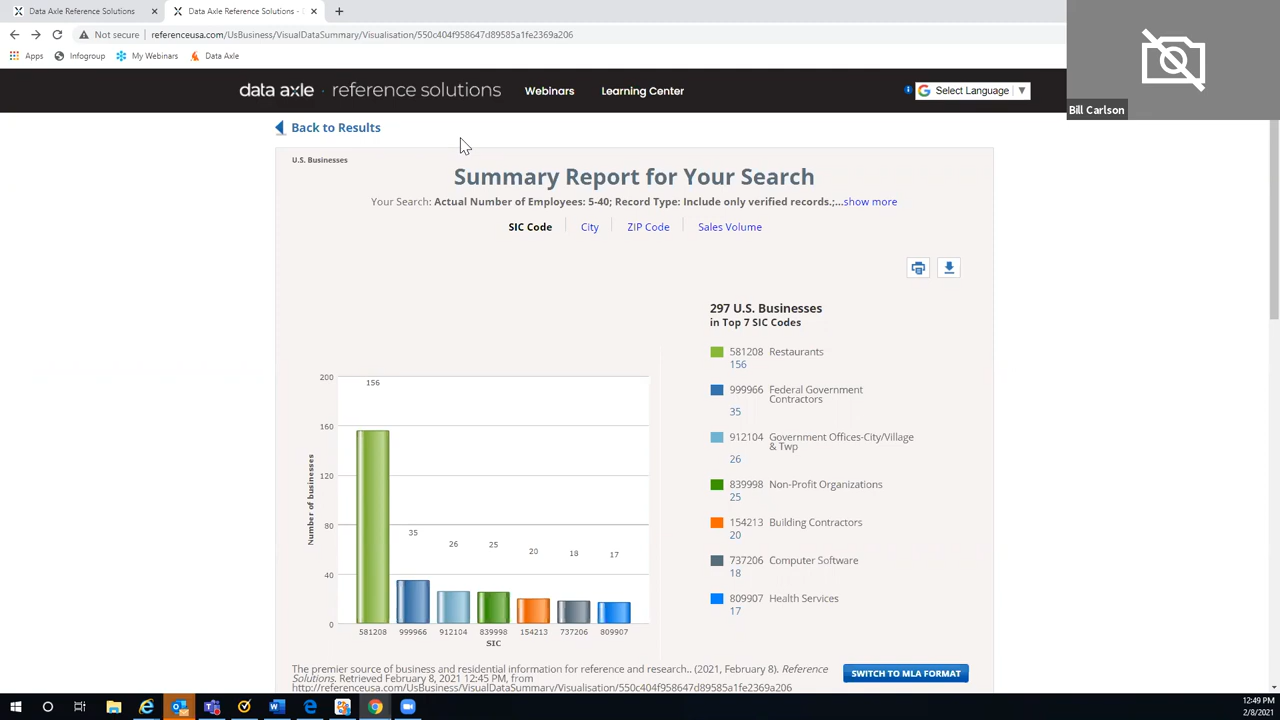 Data Axle Reference Solutions
Data Axle Reference Solutions -
Not secure
referenceusa.com/UsBusiness/VisualDataSummary/Visualisation/550c404f958647d89585a1fe2369a206
Apps
Infogroup
My Webinars
Data Axle
Bill Carlson
data axle · reference solutions
Webinars
Learning Center
Select Language
Back to Results
U.S. Businesses
Summary Report for Your Search
Your Search: Actual Number of Employees: 5-40; Record Type: Include only verified records.;...show more
SIC Code
City
ZIP Code
Sales Volume
297 U.S. Businesses
in Top 7 SIC Codes
581208 Restaurants
156
999966 Federal Government
Contractors
35
912104 Government Offices-City/Village
& Twp
26
839998 Non-Profit Organizations
25
154213 Building Contractors
20
737206 Computer Software
18
809907 Health Services
17
Number of businesses
200
160
120
80
40
0
156
35
26
25
20
18
17
581208
999966
912104
839998
154213
737206
809907
SIC
The premier source of business and residential information for reference and research.. (2021, February 8). Reference
Solutions. Retrieved February 8, 2021 12:45 PM, from
http://referenceusa.com/UsBusiness/VisualDataSummary/Visualisation/550c404f958647d89585a1fe2369a206
SWITCH TO MLA FORMAT
12:49 PM
2/8/2021